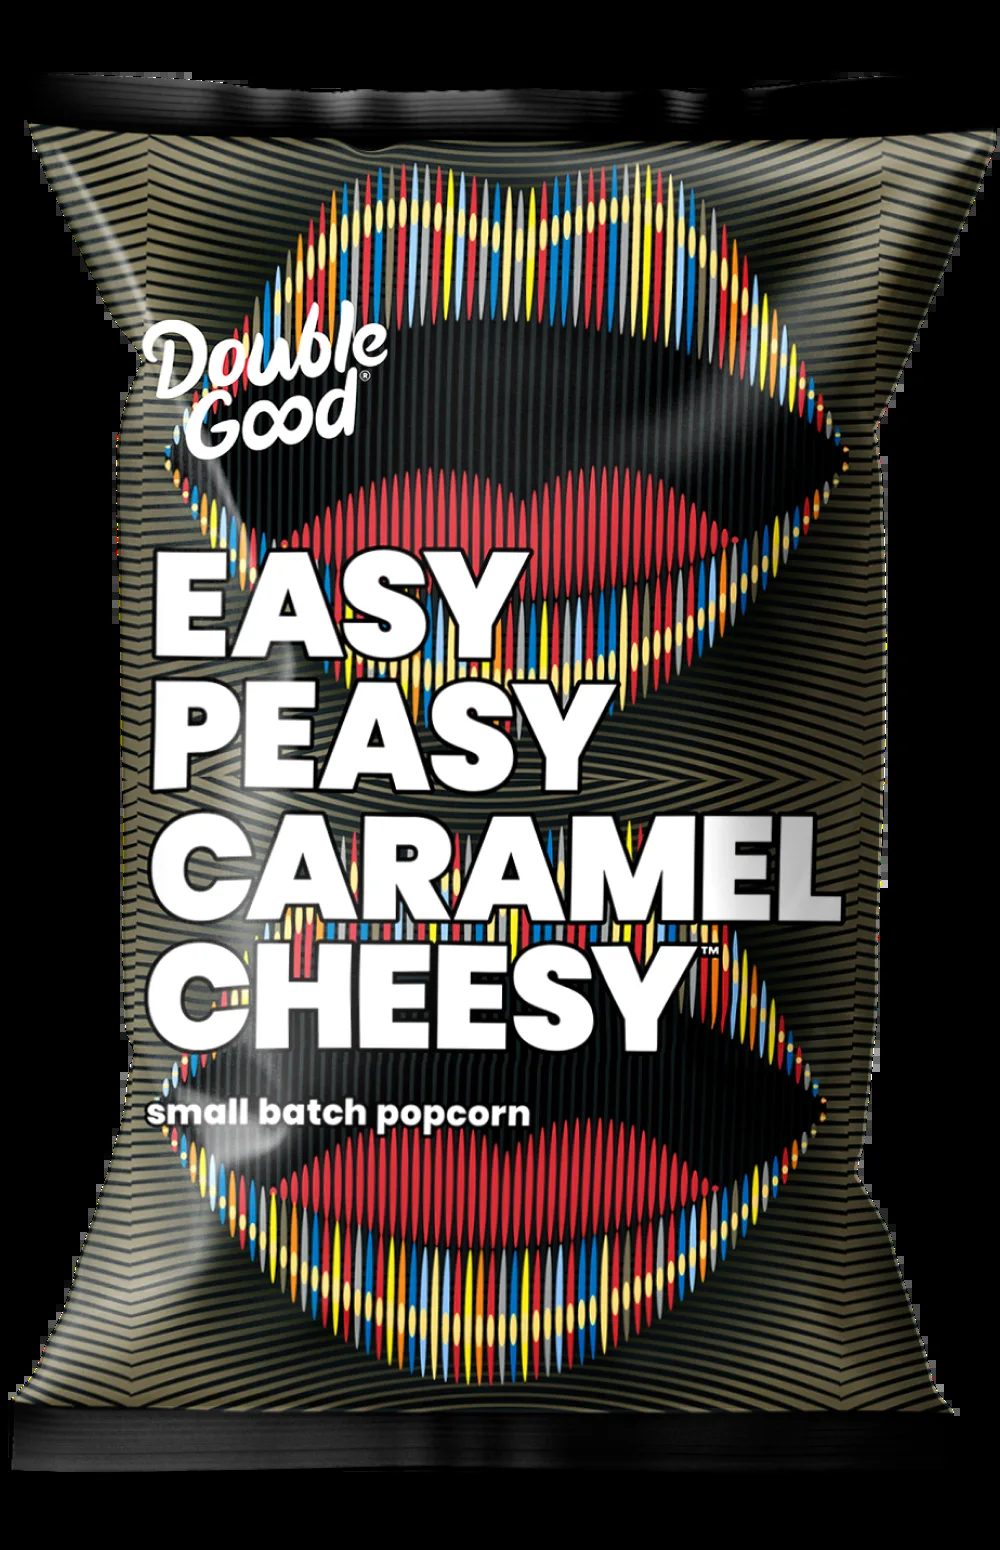 Double
Good®
EASY
PEASY
CARAMEL
CHEESY™
small batch popcorn